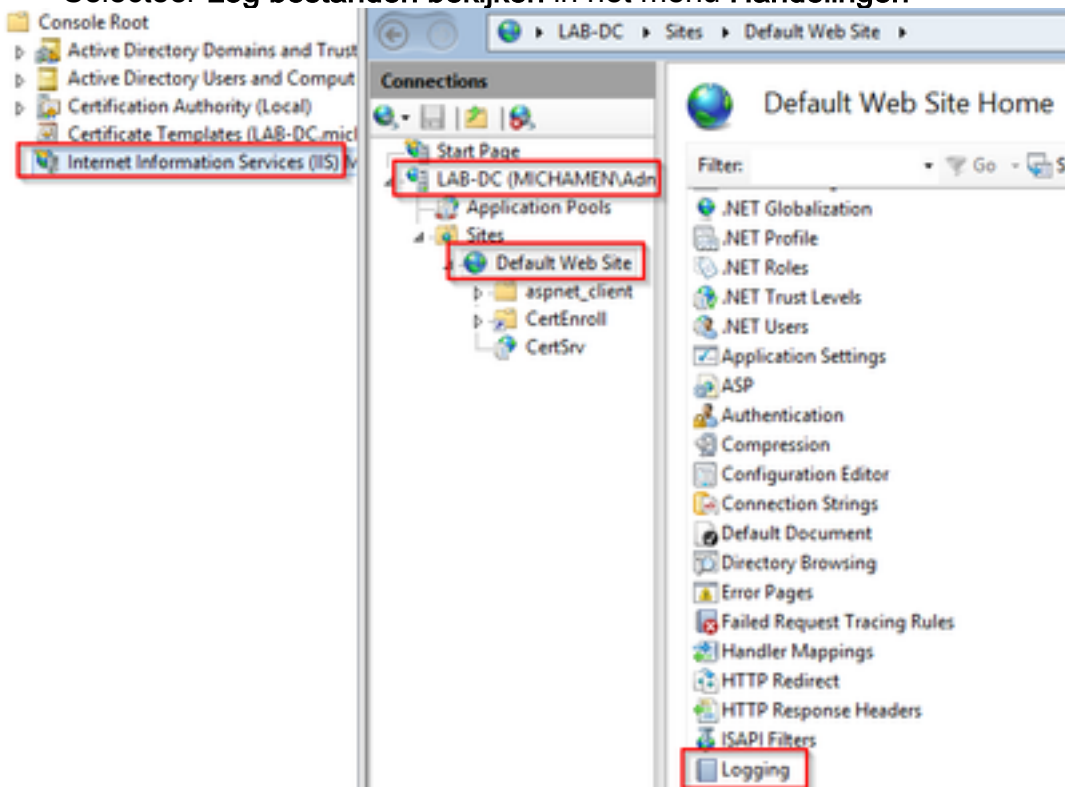 Selecteer Log bestanden bekijken in het menu Handelingen
Console Root
Active Directory Domains and Trust
Active Directory Users and Comput
Certification Authority (Local)
Certificate Templates (LAB-DC.micl
Internet Information Services (IIS) M
LAB-DC
Sites
Default Web Site
Connections
Start Page
LAB-DC (MICHAMEN\Adn
Application Pools
Sites
Default Web Site
aspnet_client
CertEnroll
CertSrv
Default Web Site Home
Filter:
Go
S
.NET Globalization
.NET Profile
.NET Roles
.NET Trust Levels
.NET Users
Application Settings
ASP
Authentication
Compression
Configuration Editor
Connection Strings
Default Document
Directory Browsing
Error Pages
Failed Request Tracing Rules
Handler Mappings
HTTP Redirect
HTTP Response Headers
ISAPI Filters
Logging